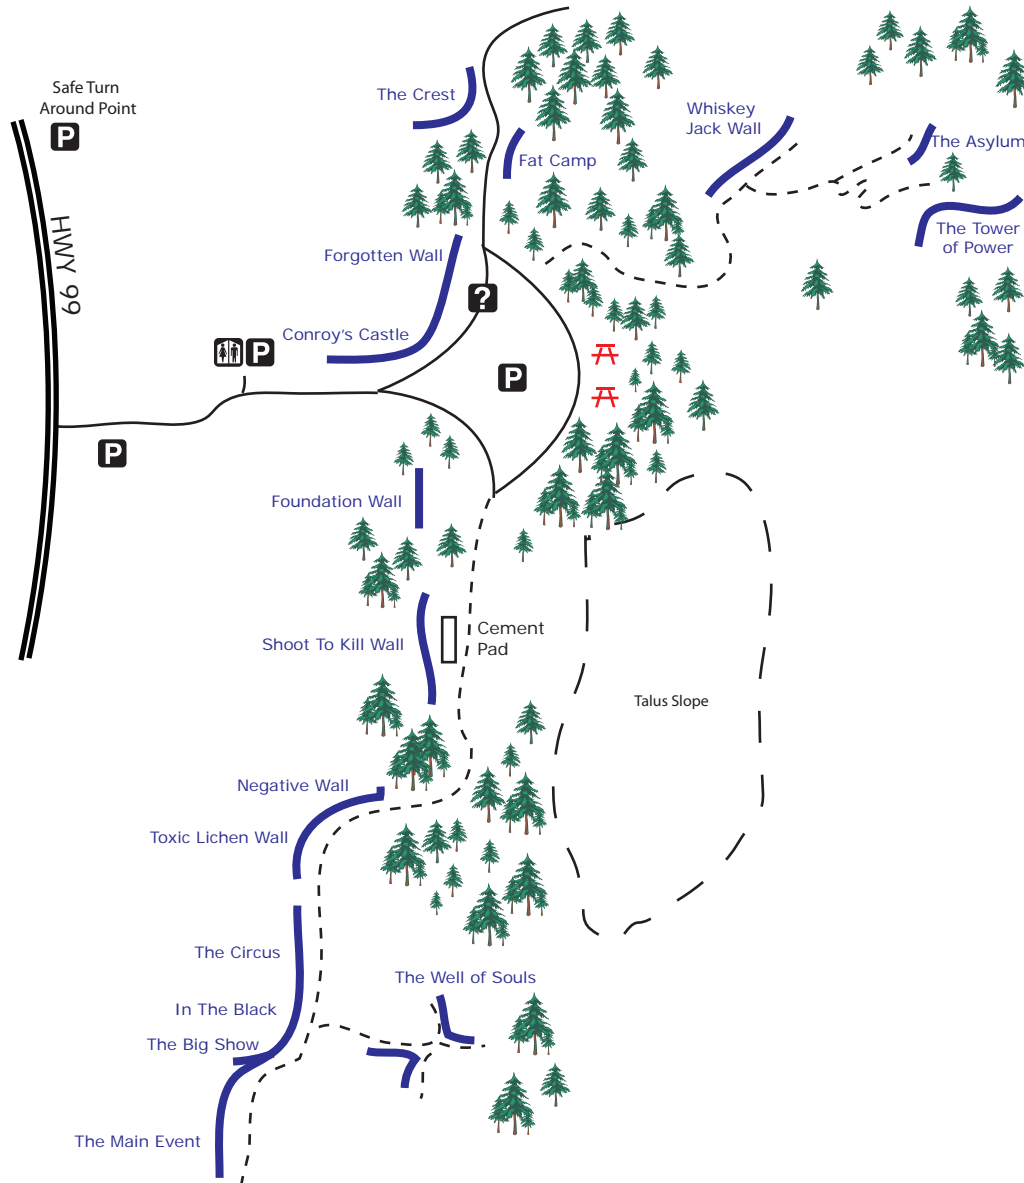 Safe Turn
Around Point
P
The Crest
Whiskey
Jack Wall
The Asylum
Fat Camp
HWY 99
The Tower
of Power
Forgotten Wall
?
Conroy's Castle
P
P
P
Foundation Wall
Shoot To Kill Wall
Cement
Pad
Talus Slope
Negative Wall
Toxic Lichen Wall
The Circus
The Well of Souls
In The Black
The Big Show
The Main Event